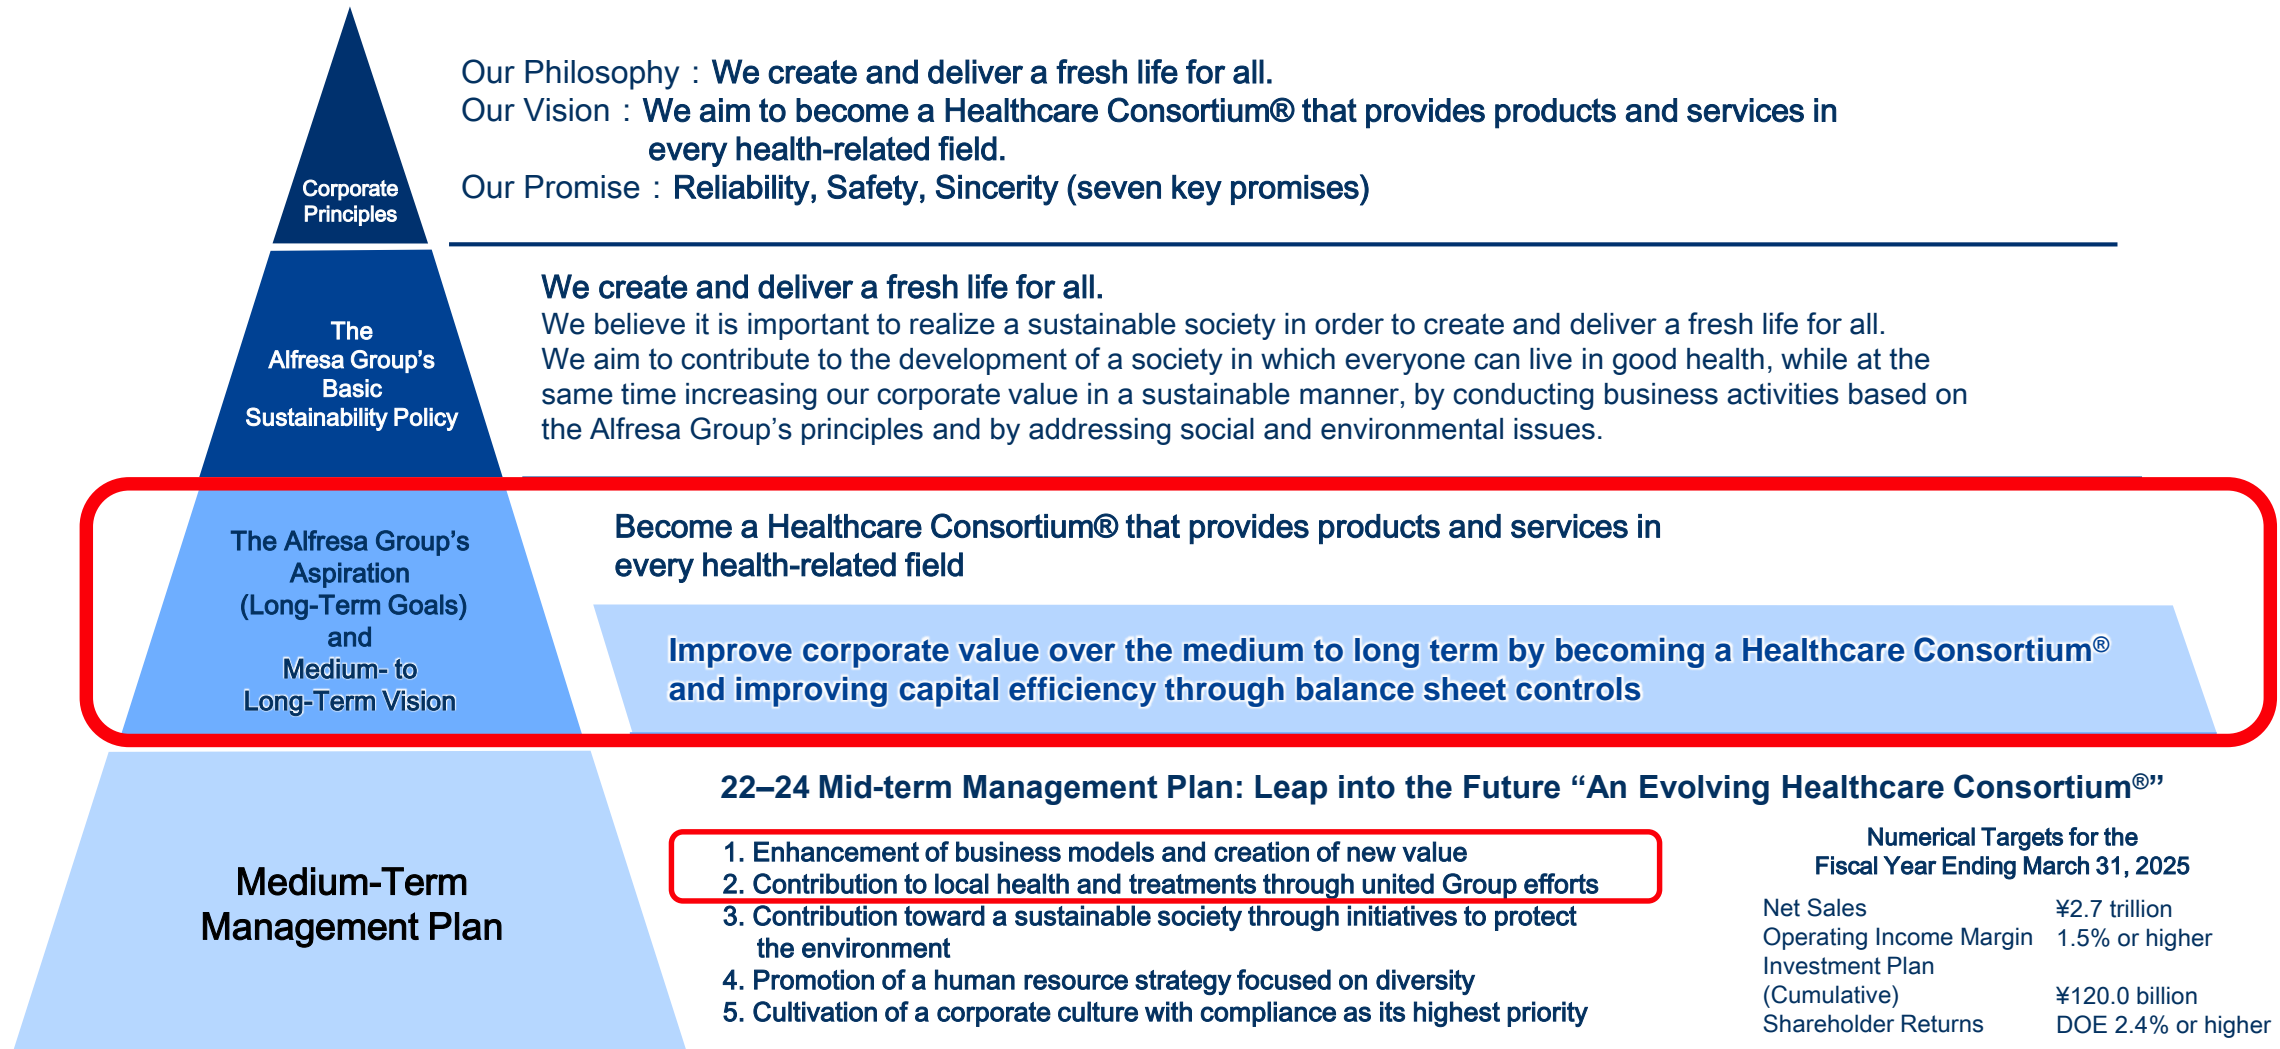 Our Philosophy : We create and deliver a fresh life for all.
Our Vision : We aim to become a Healthcare Consortium® that provides products and services in
every health-related field.
Our Promise : Reliability, Safety, Sincerity (seven key promises)
Corporate
Principles
We create and deliver a fresh life for all.
We believe it is important to realize a sustainable society in order to create and deliver a fresh life for all.
We aim to contribute to the development of a society in which everyone can live in good health, while at the
same time increasing our corporate value in a sustainable manner, by conducting business activities based on
the Alfresa Group’s principles and by addressing social and environmental issues.
The
Alfresa Group’s
Basic
Sustainability Policy
The Alfresa Group’s
Aspiration
(Long-Term Goals)
and
Medium- to
Long-Term Vision
Become a Healthcare Consortium® that provides products and services in
every health-related field
Improve corporate value over the medium to long term by becoming a Healthcare Consortium®
and improving capital efficiency through balance sheet controls
Medium-Term
Management Plan
22–24 Mid-term Management Plan: Leap into the Future “An Evolving Healthcare Consortium®”
1. Enhancement of business models and creation of new value
2. Contribution to local health and treatments through united Group efforts
3. Contribution toward a sustainable society through initiatives to protect
the environment
4. Promotion of a human resource strategy focused on diversity
5. Cultivation of a corporate culture with compliance as its highest priority
Numerical Targets for the
Fiscal Year Ending March 31, 2025
Net Sales ¥2.7 trillion
Operating Income Margin 1.5% or higher
Investment Plan
(Cumulative) ¥120.0 billion
Shareholder Returns DOE 2.4% or higher